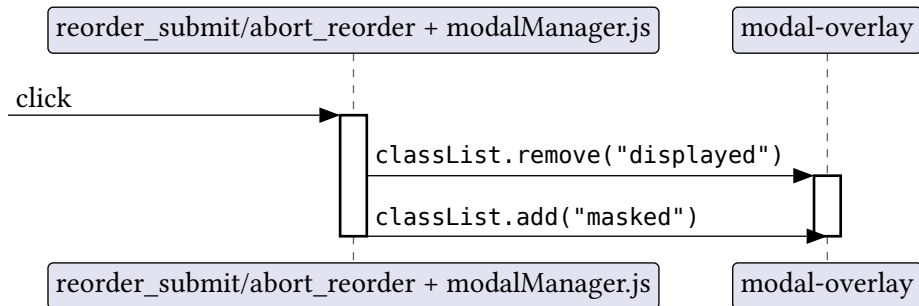 reorder_submit/abort_reorder + modalManager.js
modal-overlay
click
classList.remove("displayed")
classList.add("masked")
reorder_submit/abort_reorder + modalManager.js
modal-overlay